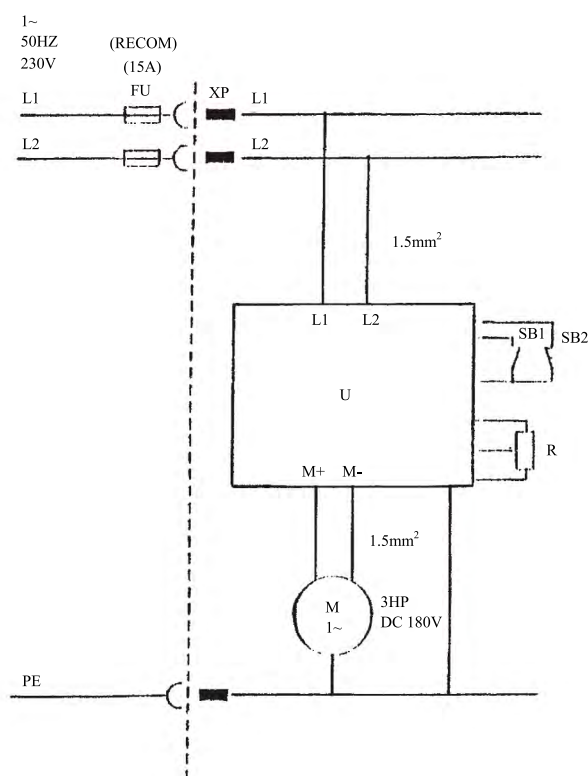 1~
50HZ
230V
(RECOM)
(15A)
FU
XP
L1
L1
L2
L2
1.5mm²
L1
L2
SB1
SB2
U
R
M+
M-
1.5mm²
M
1~
3HP
DC 180V
PE